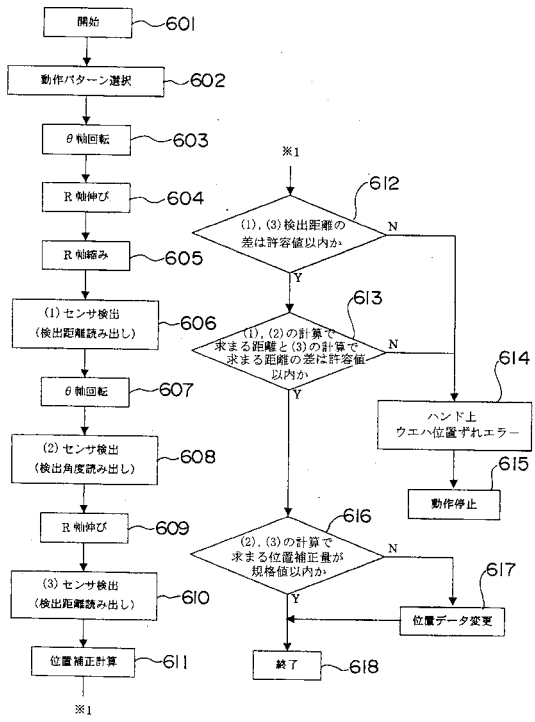 開始
601
動作パターン選択
602
θ軸回転
603
R軸伸び
604
R軸縮み
605
(1)センサ検出
(検出距離読み出し)
606
θ軸回転
607
(2)センサ検出
(検出角度読み出し)
608
R軸伸び
609
(3)センサ検出
(検出距離読み出し)
610
位置補正計算
611
※1
※1
612
(1),(3)検出距離の
差は許容値以内か
N
Y
613
(1),(2)の計算で
求まる距離と(3)の計算で
求まる距離の差は許容値
以内か
N
Y
614
ハンド上
ウエハ位置ずれエラー
615
動作停止
616
(2),(3)の計算で
求まる位置補正量が
規格値以内か
N
Y
617
位置データ変更
終了
618